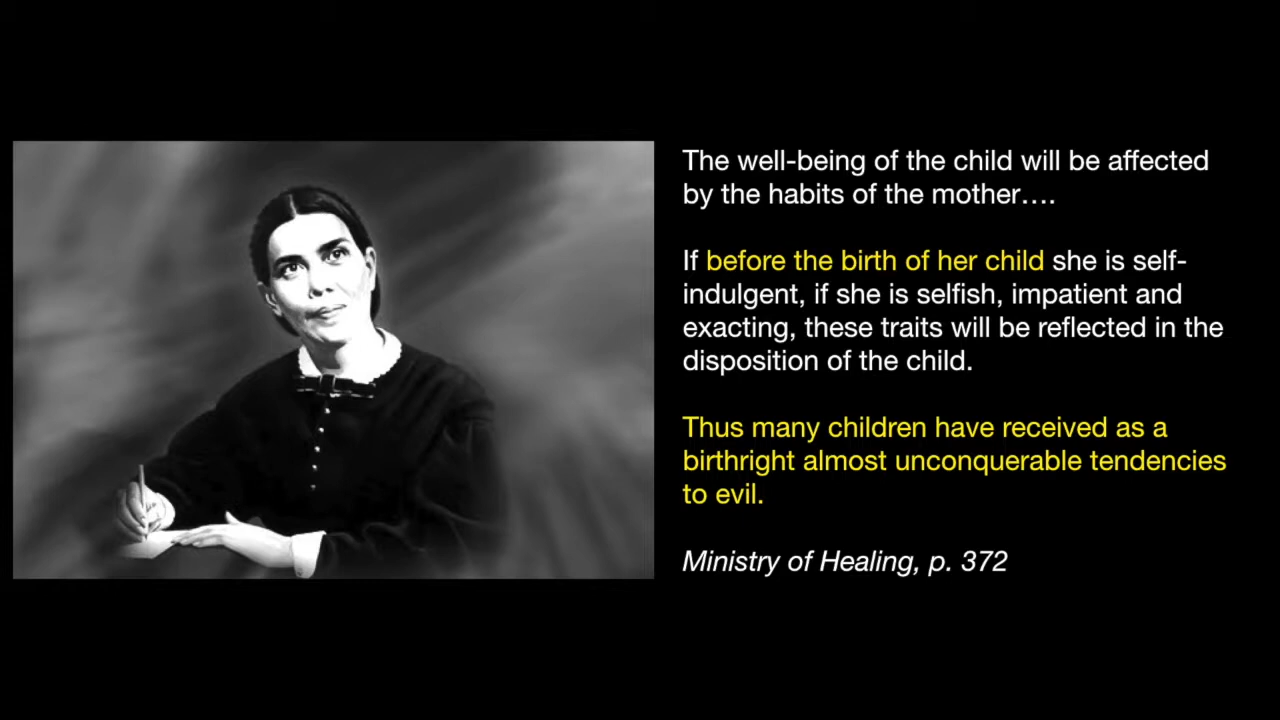 The well-being of the child will be affected
by the habits of the mother….
If before the birth of her child she is self-
indulgent, if she is selfish, impatient and
exacting, these traits will be reflected in the
disposition of the child.
Thus many children have received as a
birthright almost unconquerable tendencies
to evil.
Ministry of Healing, p. 372